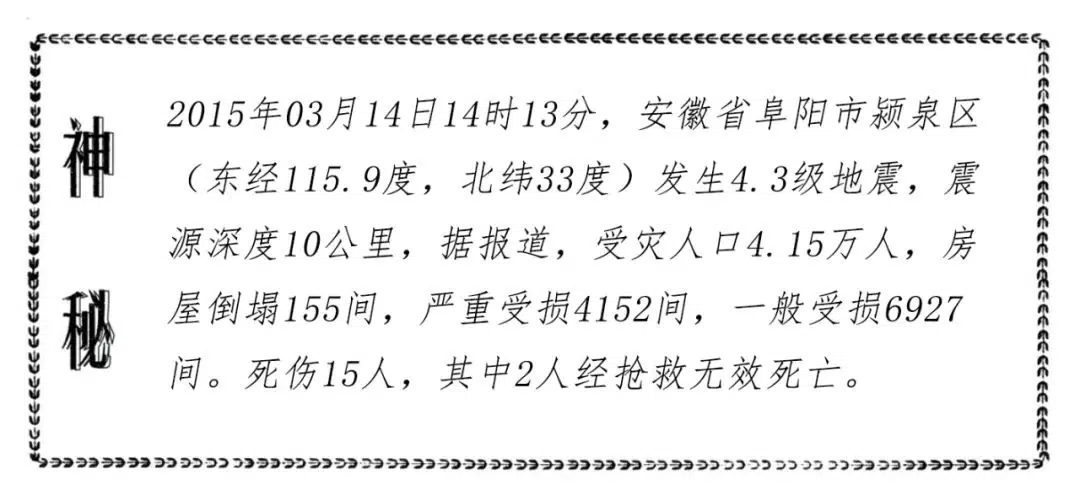 神秘
2015年03月14日14时13分，安徽省阜阳市颍泉区
（东经115.9度，北纬33度）发生4.3级地震，震
源深度10公里，据报道，受灾人口4.15万人，房
屋倒塌155间，严重受损4152间，一般受损6927
间。死伤15人，其中2人经抢救无效死亡。